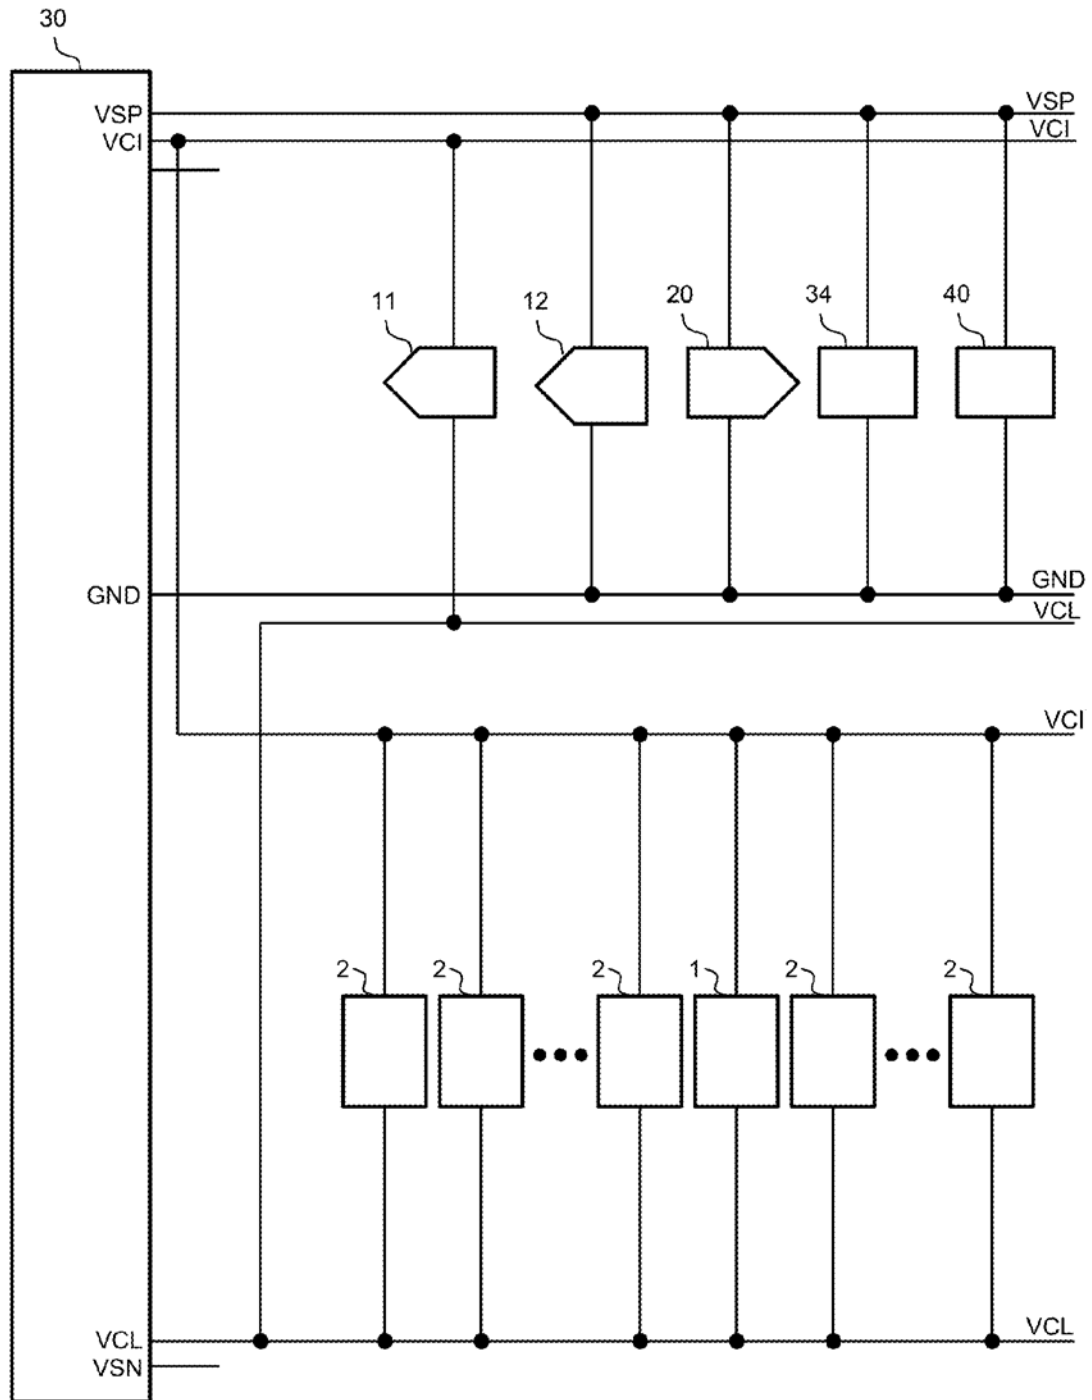 30
VSP VSP
VCI VCI
11 12 20 34 40
GND GND
VCL
VCI
2 2 2 1 2 2
VCL VCL
VSN